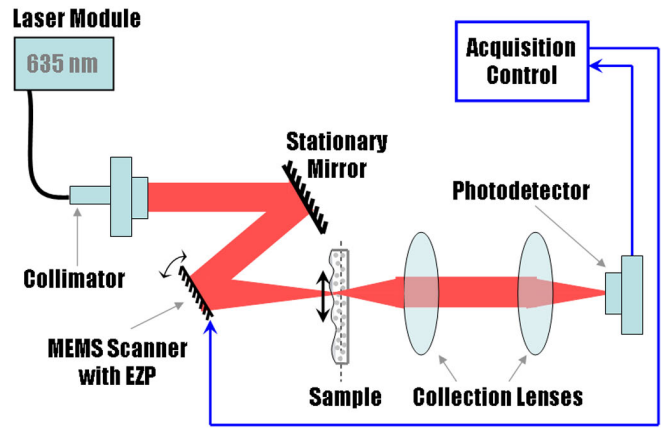 Laser Module
635 nm
Acquisition
Control
Stationary
Mirror
Photodetector
Collimator
MEMS Scanner
with EZP
Sample
Collection Lenses